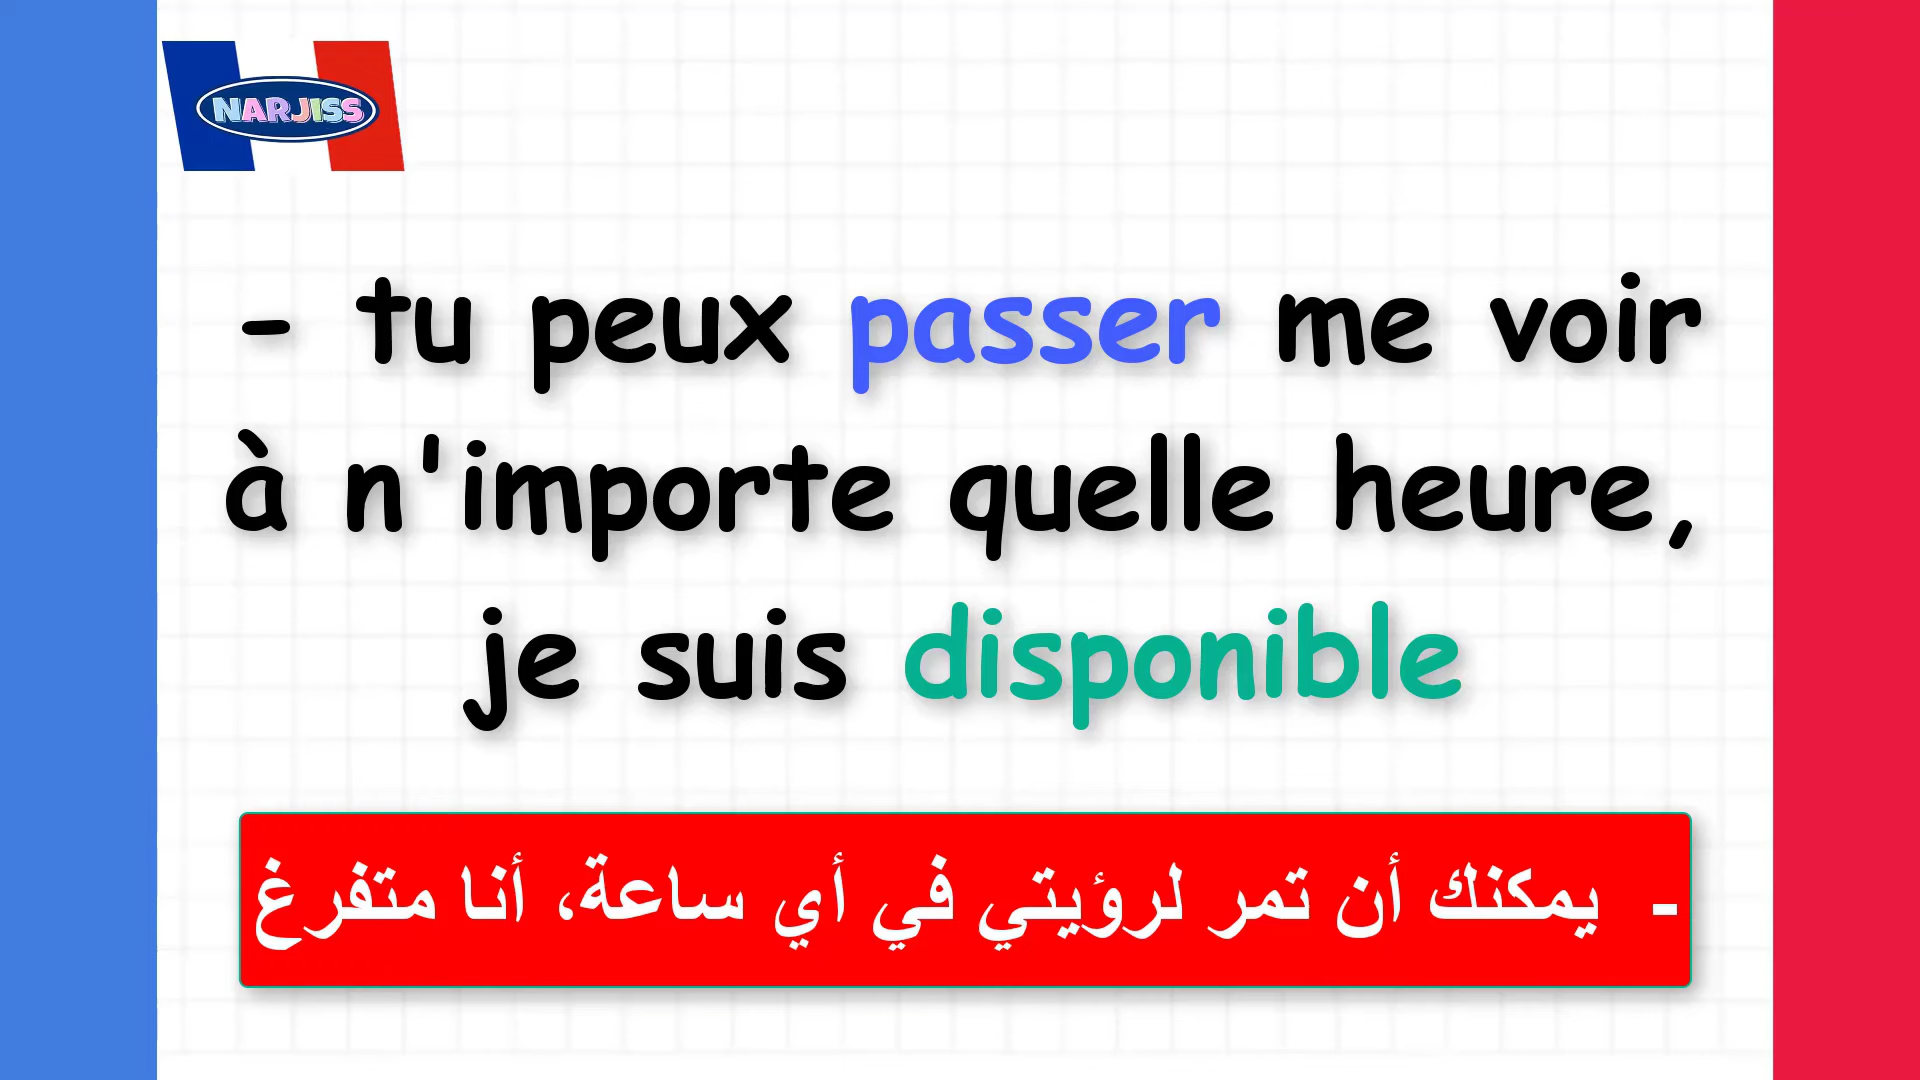 NARJISS
- tu peux passer me voir
à n'importe quelle heure,
je suis disponible
- يمكنك أن تمر لرؤيتي في أي ساعة، أنا متفرغ